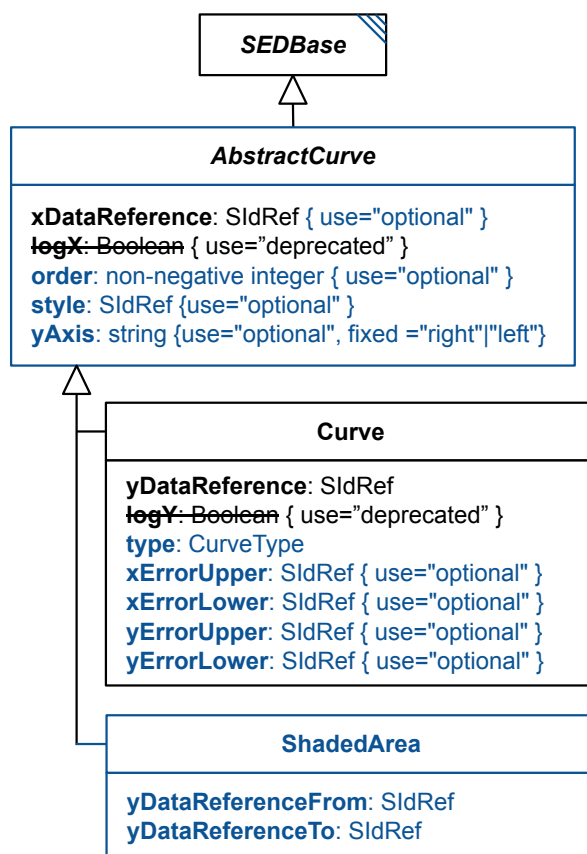 SEDBase
AbstractCurve
xDataReference: SIdRef { use="optional" }
logX: Boolean { use=”deprecated” }
order: non-negative integer { use="optional" }
style: SIdRef {use="optional" }
yAxis: string {use="optional", fixed ="right"|"left"}
Curve
yDataReference: SIdRef
logY: Boolean { use=”deprecated” }
type: CurveType
xErrorUpper: SIdRef { use="optional" }
xErrorLower: SIdRef { use="optional" }
yErrorUpper: SIdRef { use="optional" }
yErrorLower: SIdRef { use="optional" }
ShadedArea
yDataReferenceFrom: SIdRef
yDataReferenceTo: SIdRef